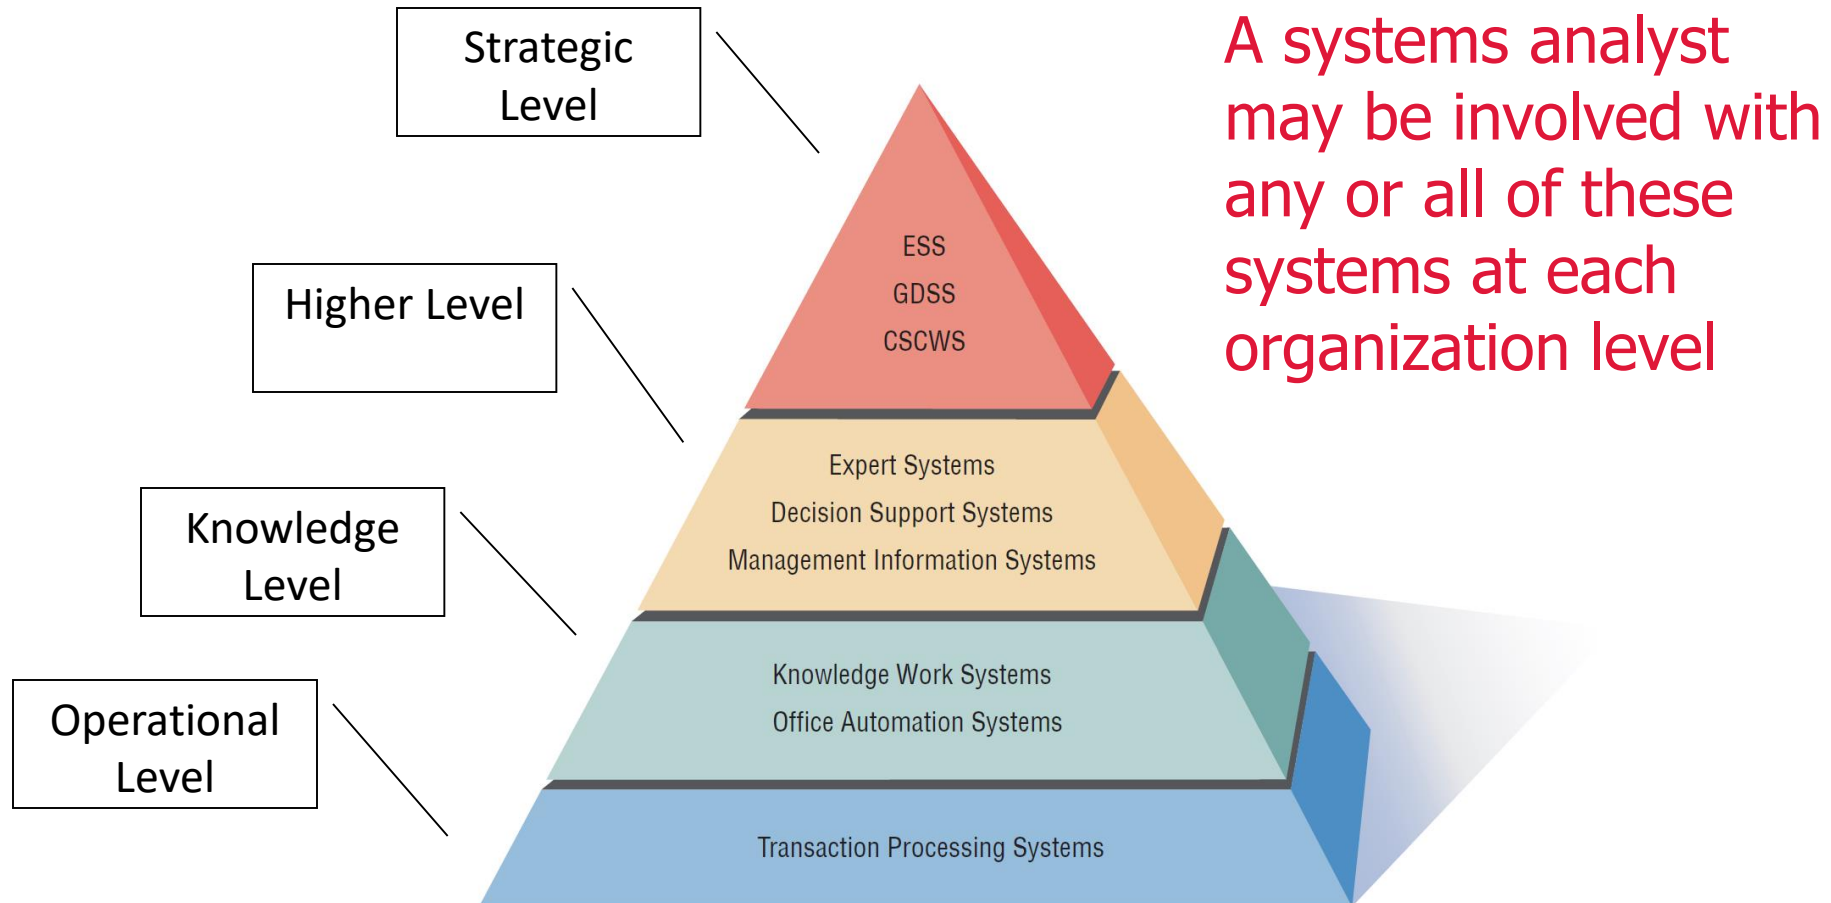 Strategic
Level
A systems analyst
may be involved with
any or all of these
systems at each
organization level
ESS
GDSS
CSCWS
Higher Level
Expert Systems
Decision Support Systems
Management Information Systems
Knowledge
Level
Knowledge Work Systems
Office Automation Systems
Operational
Level
Transaction Processing Systems